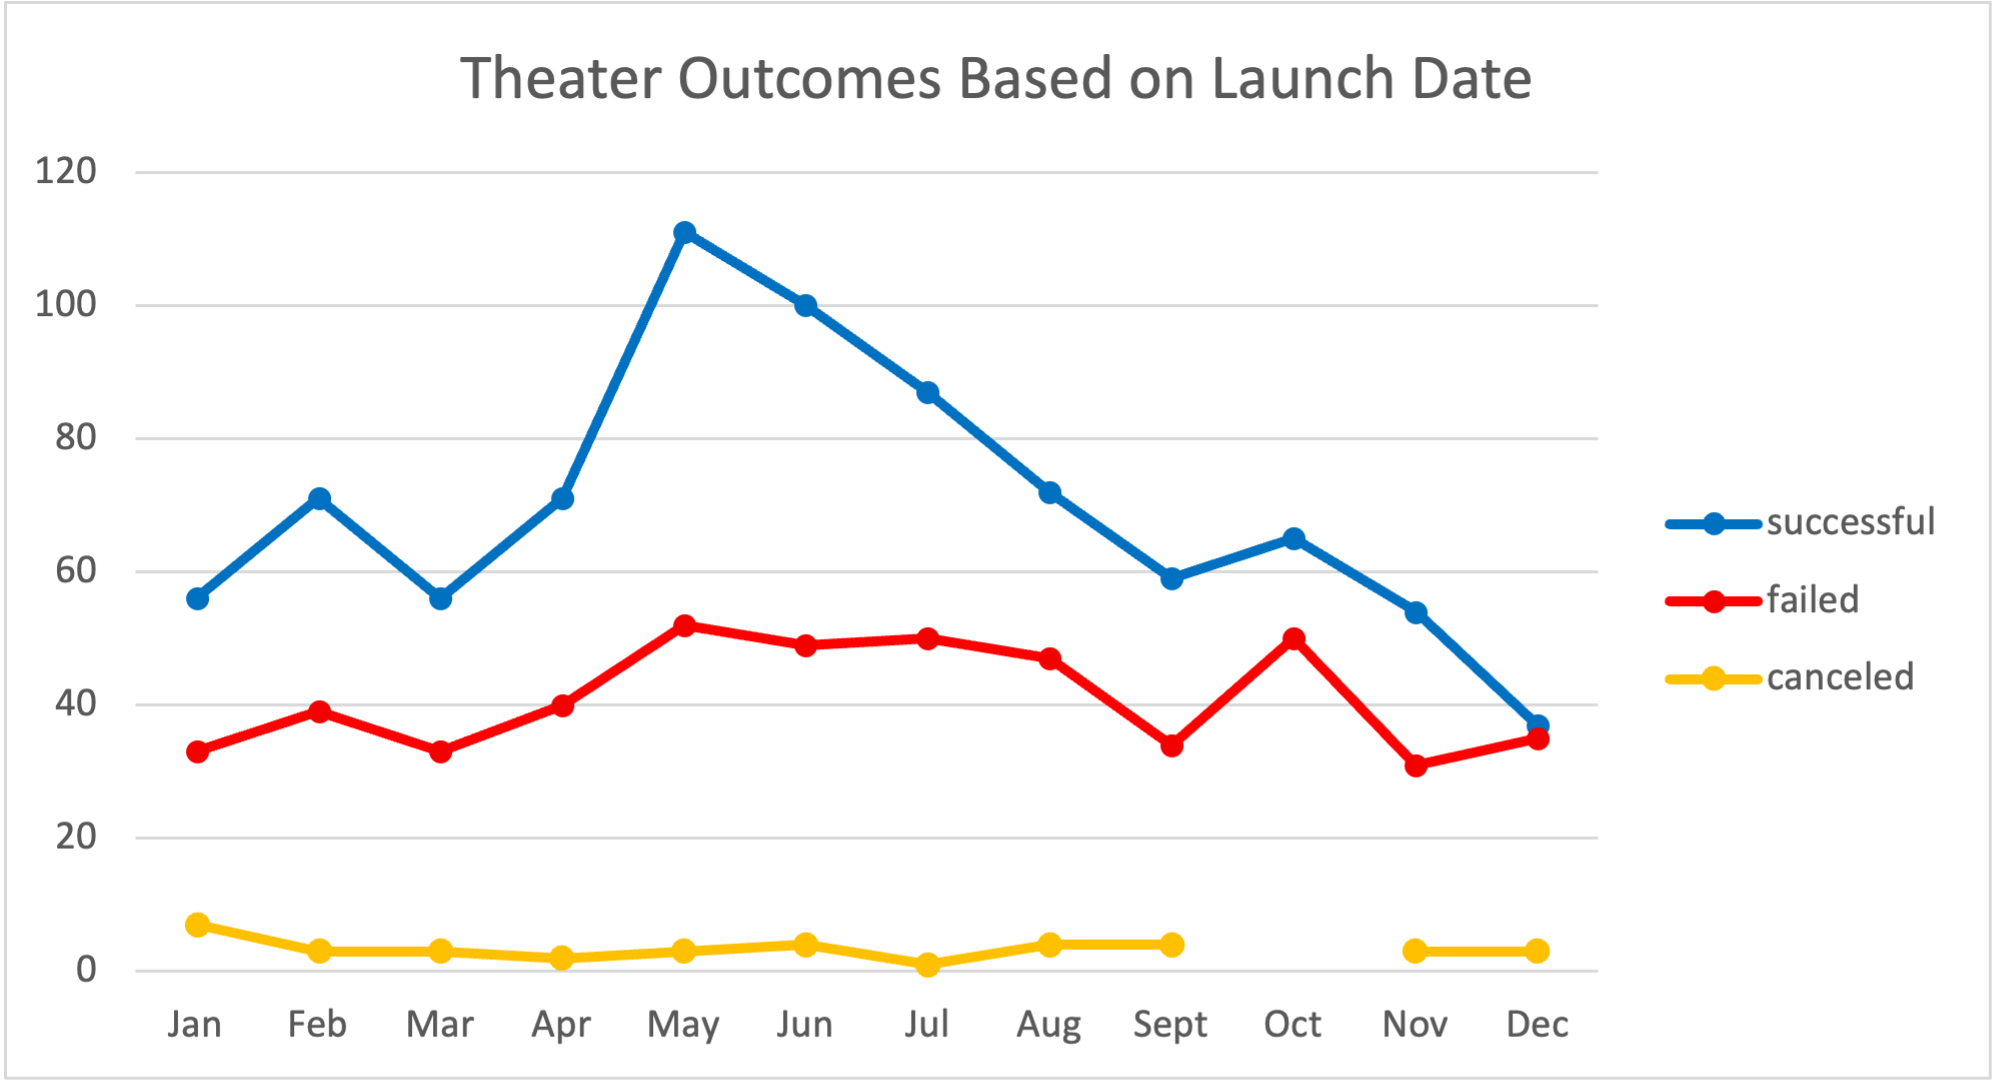 Theater Outcomes Based on Launch Date
120
100
80
60
40
20
0
Jan Feb Mar Apr May Jun Jul Aug Sept Oct Nov Dec
successful
failed
canceled